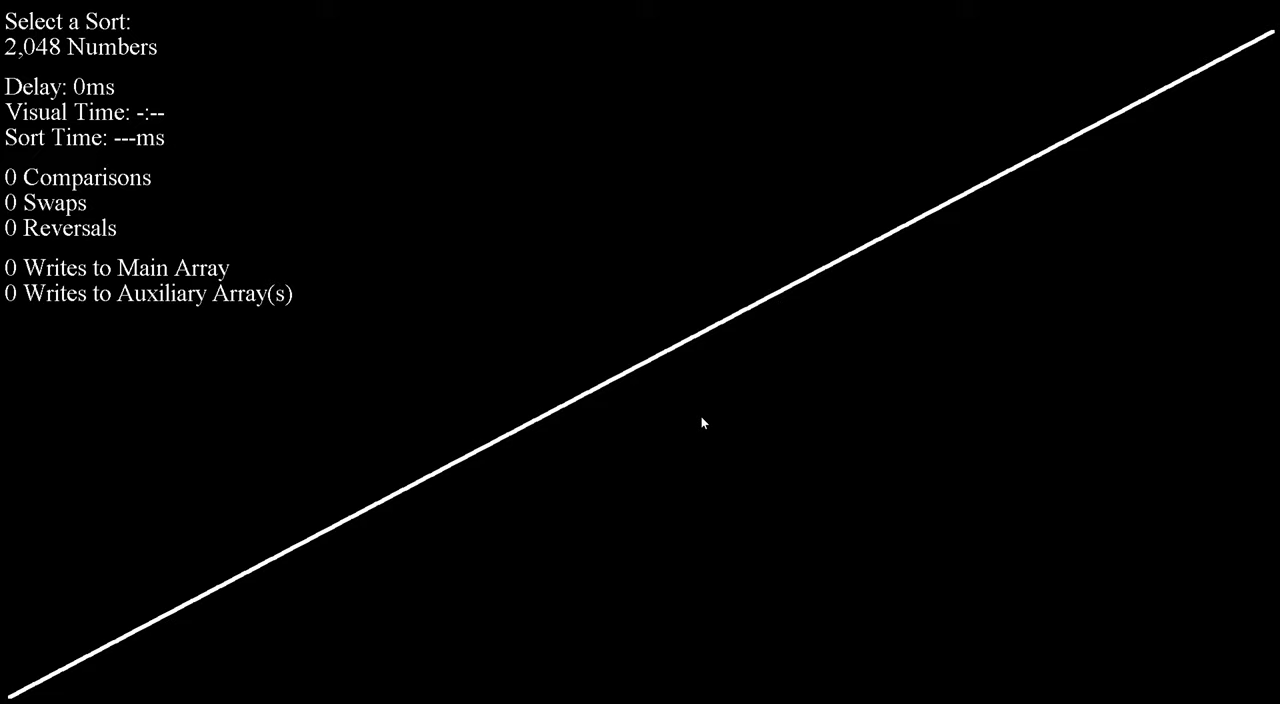 Select a Sort:
2,048 Numbers
Delay: 0ms
Visual Time: -:--
Sort Time: ---ms
0 Comparisons
0 Swaps
0 Reversals
0 Writes to Main Array
0 Writes to Auxiliary Array(s)